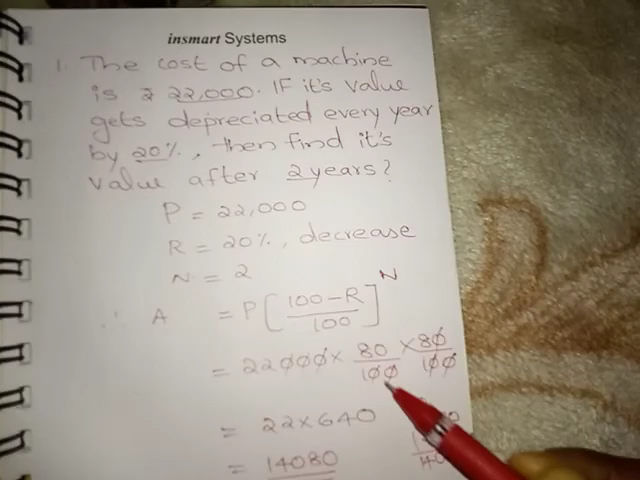 insmart Systems
1. The cost of a machine
is ₹ 22,000. IF it's value
gets depreciated every year
by 20%, then find it's
value after 2 years?
P = 22,000
R = 20%, decrease
N = 2
∴ A = P[100-R/100]^N
= 22000 × 80/100 × 80/100
= 22×640
= 14080